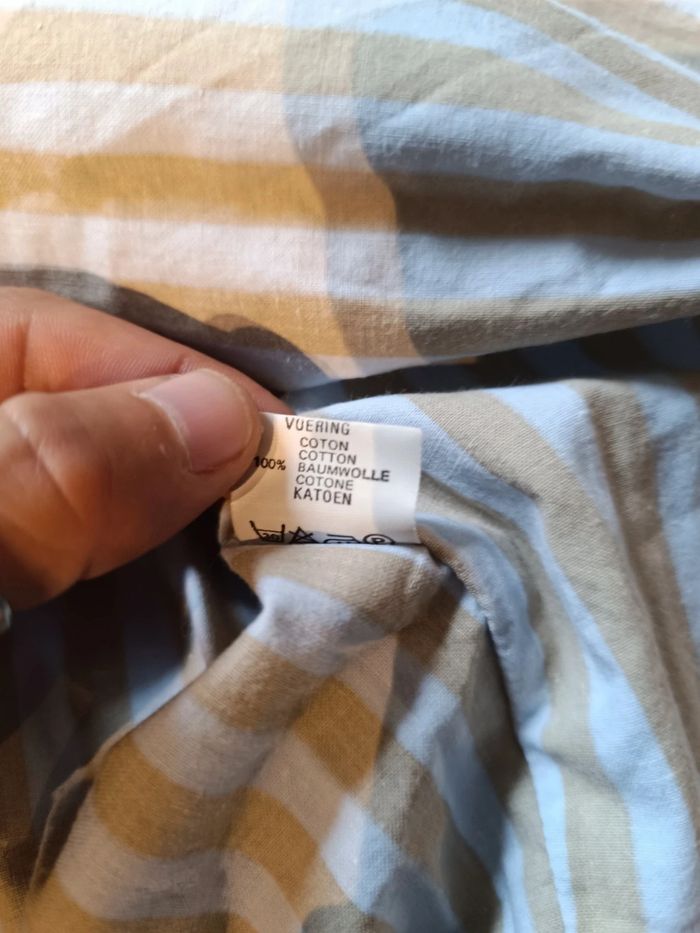 VOERING
COTON
COTTON
100% BAUMWOLLE
COTONE
KATOEN